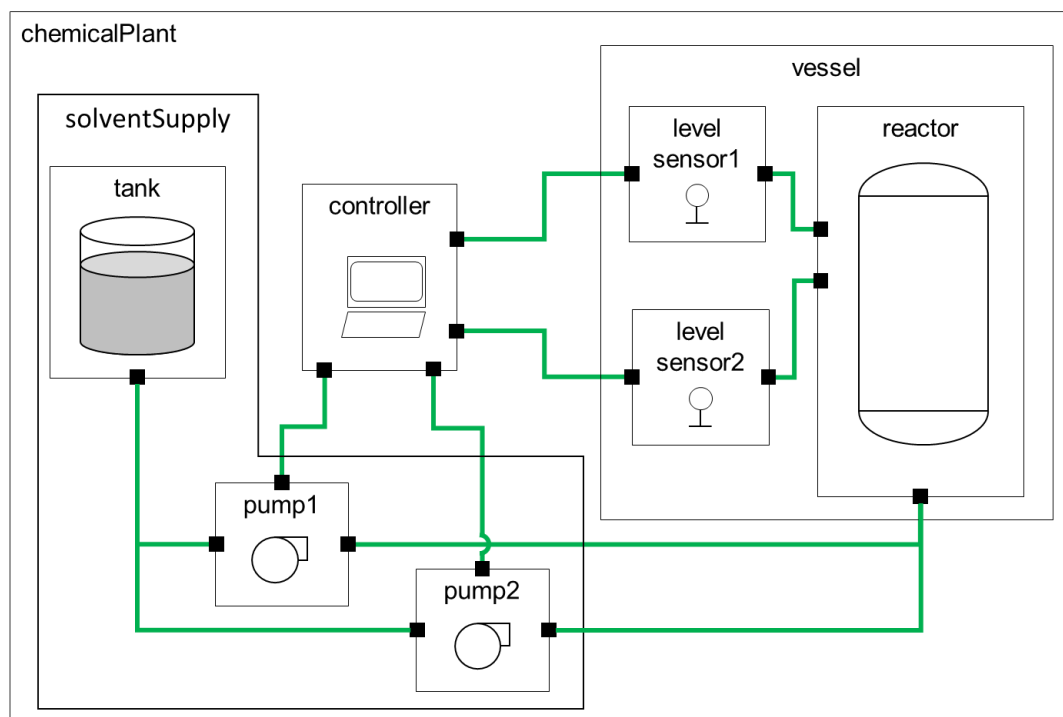 chemicalPlant
solventSupply
tank
controller
vessel
level
sensor1
reactor
level
sensor2
pump1
pump2